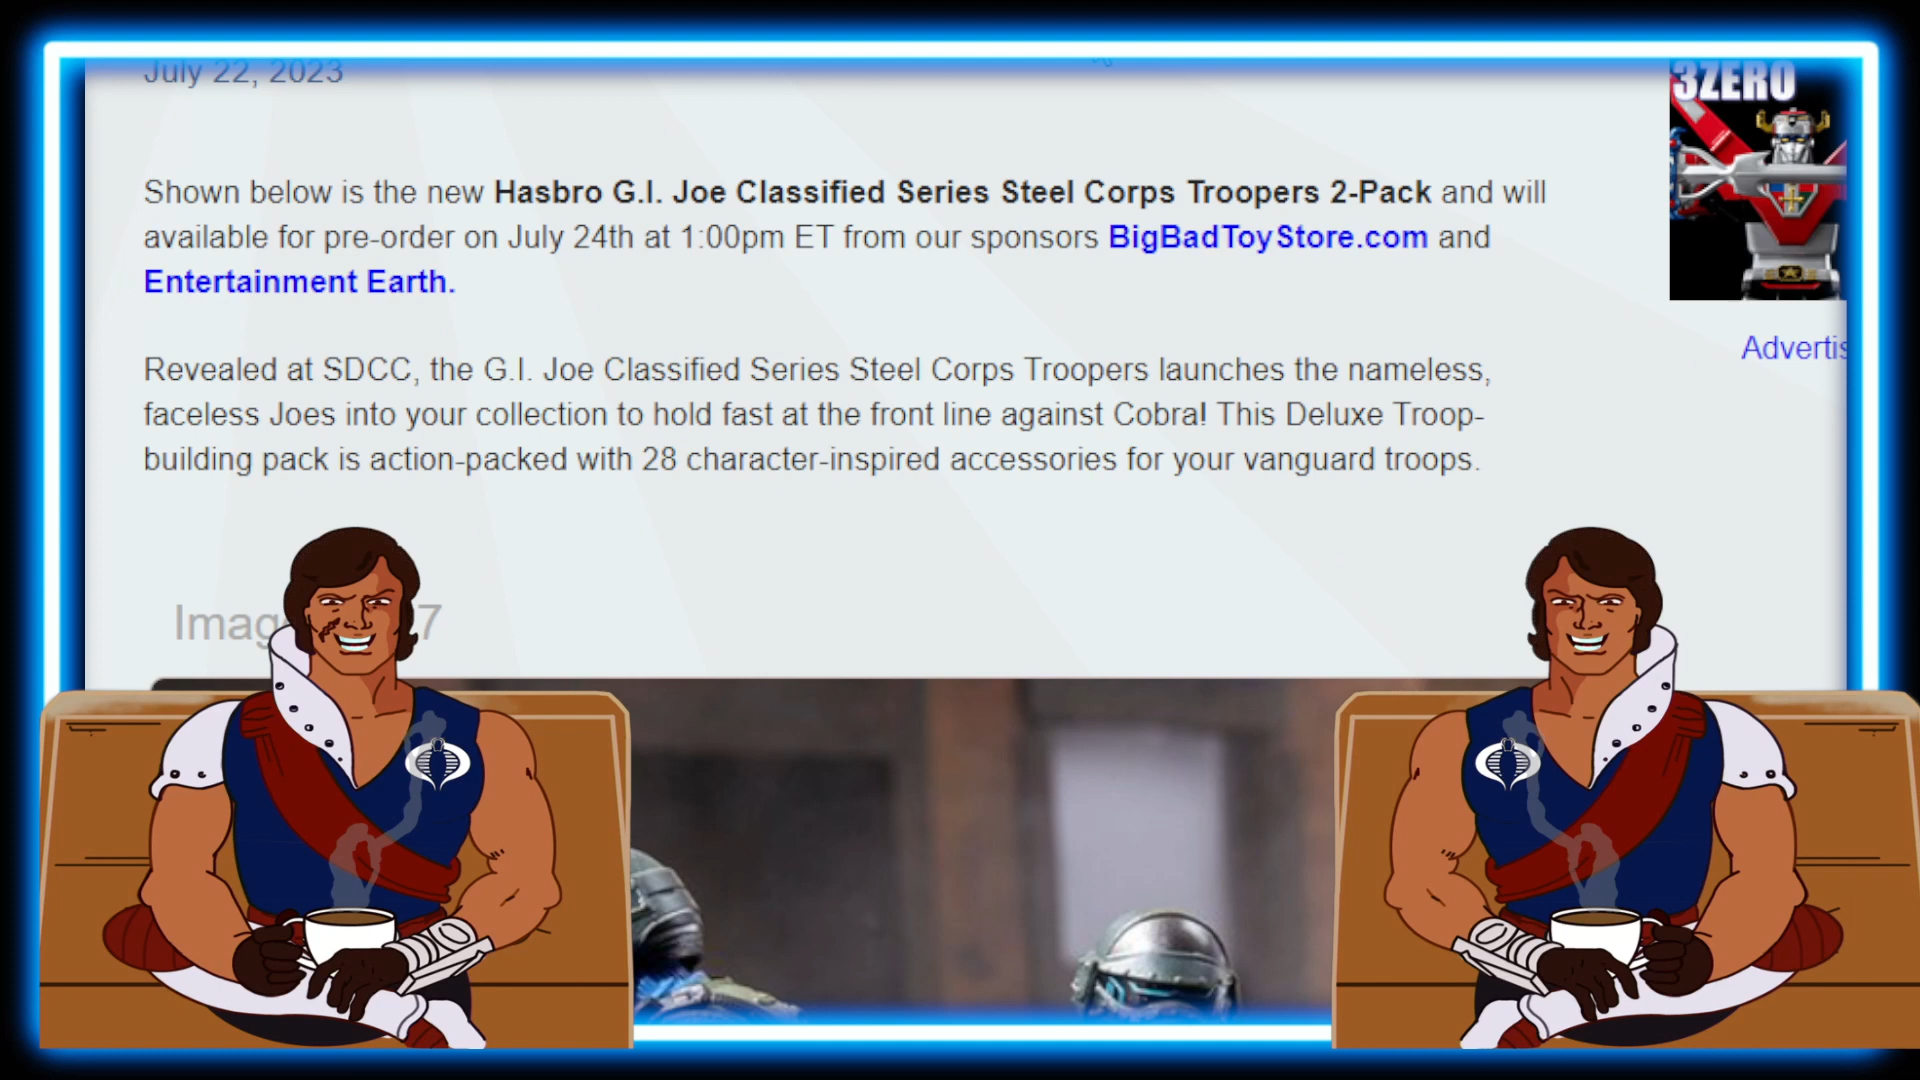 July 22, 2023
3ZERO
Shown below is the new Hasbro G.I. Joe Classified Series Steel Corps Troopers 2-Pack and will
available for pre-order on July 24th at 1:00pm ET from our sponsors BigBadToyStore.com and
Entertainment Earth.
Advertis
Revealed at SDCC, the G.I. Joe Classified Series Steel Corps Troopers launches the nameless,
faceless Joes into your collection to hold fast at the front line against Cobra! This Deluxe Troop-
building pack is action-packed with 28 character-inspired accessories for your vanguard troops.
Imag 7